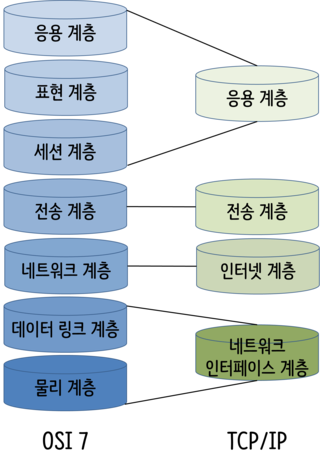 응용 계층
표현 계층
세션 계층
전송 계층
네트워크 계층
데이터 링크 계층
물리 계층
OSI 7
응용 계층
전송 계층
인터넷 계층
네트워크
인터페이스 계층
TCP/IP